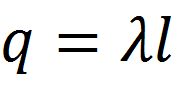 q = λl